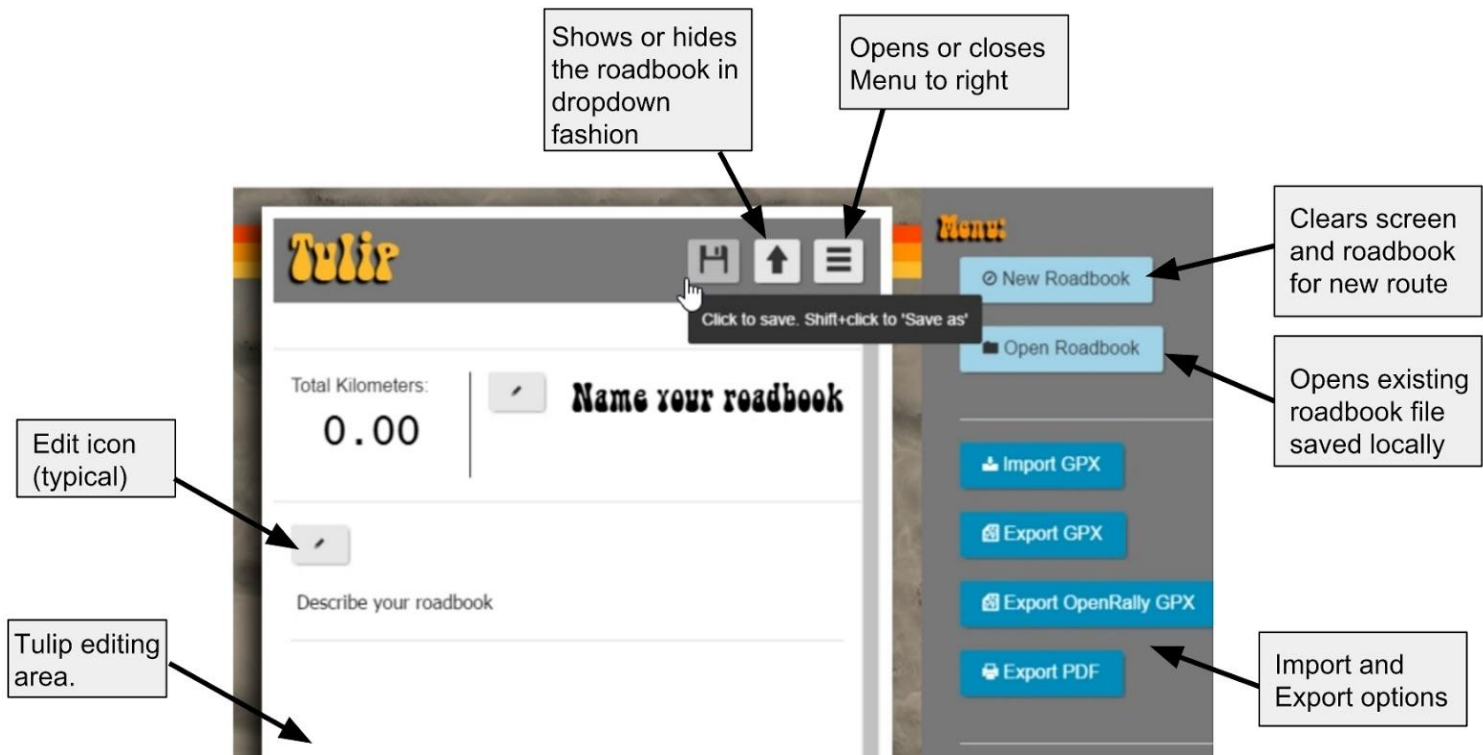 Shows or hides
the roadbook in
dropdown
fashion
Opens or closes
Menu to right
Tulip
Click to save. Shift+click to 'Save as'
Total Kilometers:
0.00
Name your roadbook
Describe your roadbook
Edit icon
(typical)
Tulip editing
area.
Menu:
New Roadbook
Open Roadbook
Import GPX
Export GPX
Export OpenRally GPX
Export PDF
Clears screen
and roadbook
for new route
Opens existing
roadbook file
saved locally
Import and
Export options